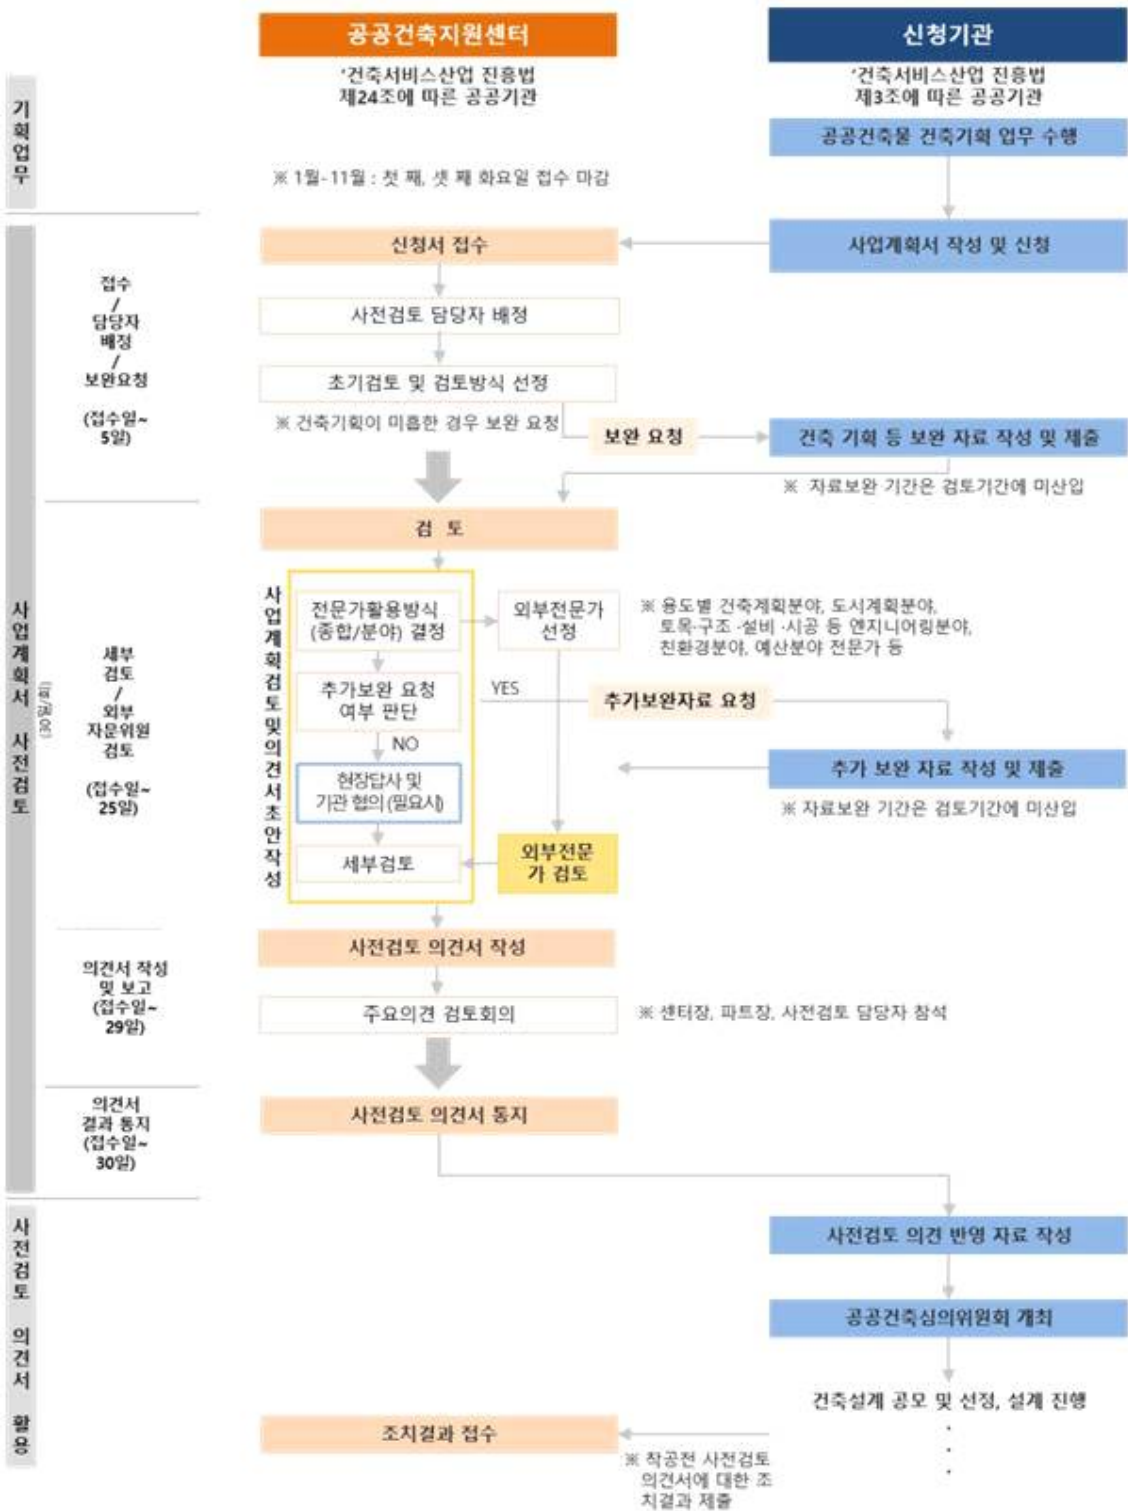 공공건축지원센터
신청기관
'건축서비스산업 진흥법
제24조에 따른 공공기관
'건축서비스산업 진흥법
제3조에 따른 공공기관
기획업무
공공건축물 건축기획 업무 수행
※ 1월-11월 : 첫 째, 셋 째 화요일 접수 마감
사업계획서 사전검토
접수
/
담당자
배정
/
보완요청
(접수일~
5일)
신청서 접수
사업계획서 작성 및 신청
사전검토 담당자 배정
초기검토 및 검토방식 선정
※ 건축기획이 미흡한 경우 보완 요청
보완 요청
건축 기획 등 보완 자료 작성 및 제출
※ 자료보완 기간은 검토기간에 미산입
검 토
세부
검토
/
외부
자문위원
검토
(접수일~
25일)
사업계획검토및의견서초안작성
전문가활용방식
(종합/분야) 결정
외부전문가
선정
※ 용도별 건축계획분야, 도시계획분야,
토목·구조·설비·시공 등 엔지니어링분야,
친환경분야, 예산분야 전문가 등
추가보완 요청
여부 판단
YES
추가보완자료 요청
NO
현장답사 및
기관 협의(필요시)
추가 보완 자료 작성 및 제출
※ 자료보완 기간은 검토기간에 미산입
세부검토
외부전문
가 검토
의견서 작성
및 보고
(접수일~
29일)
사전검토 의견서 작성
주요의견 검토회의
※ 센터장, 파트장, 사전검토 담당자 참석
의견서
결과 통지
(접수일~
30일)
사전검토 의견서 통지
사전검토 의견서 활용
사전검토 의견 반영 자료 작성
공공건축심의위원회 개최
건축설계 공모 및 선정, 설계 진행
조치결과 접수
※ 착공전 사전검토
의견서에 대한 조
치결과 제출